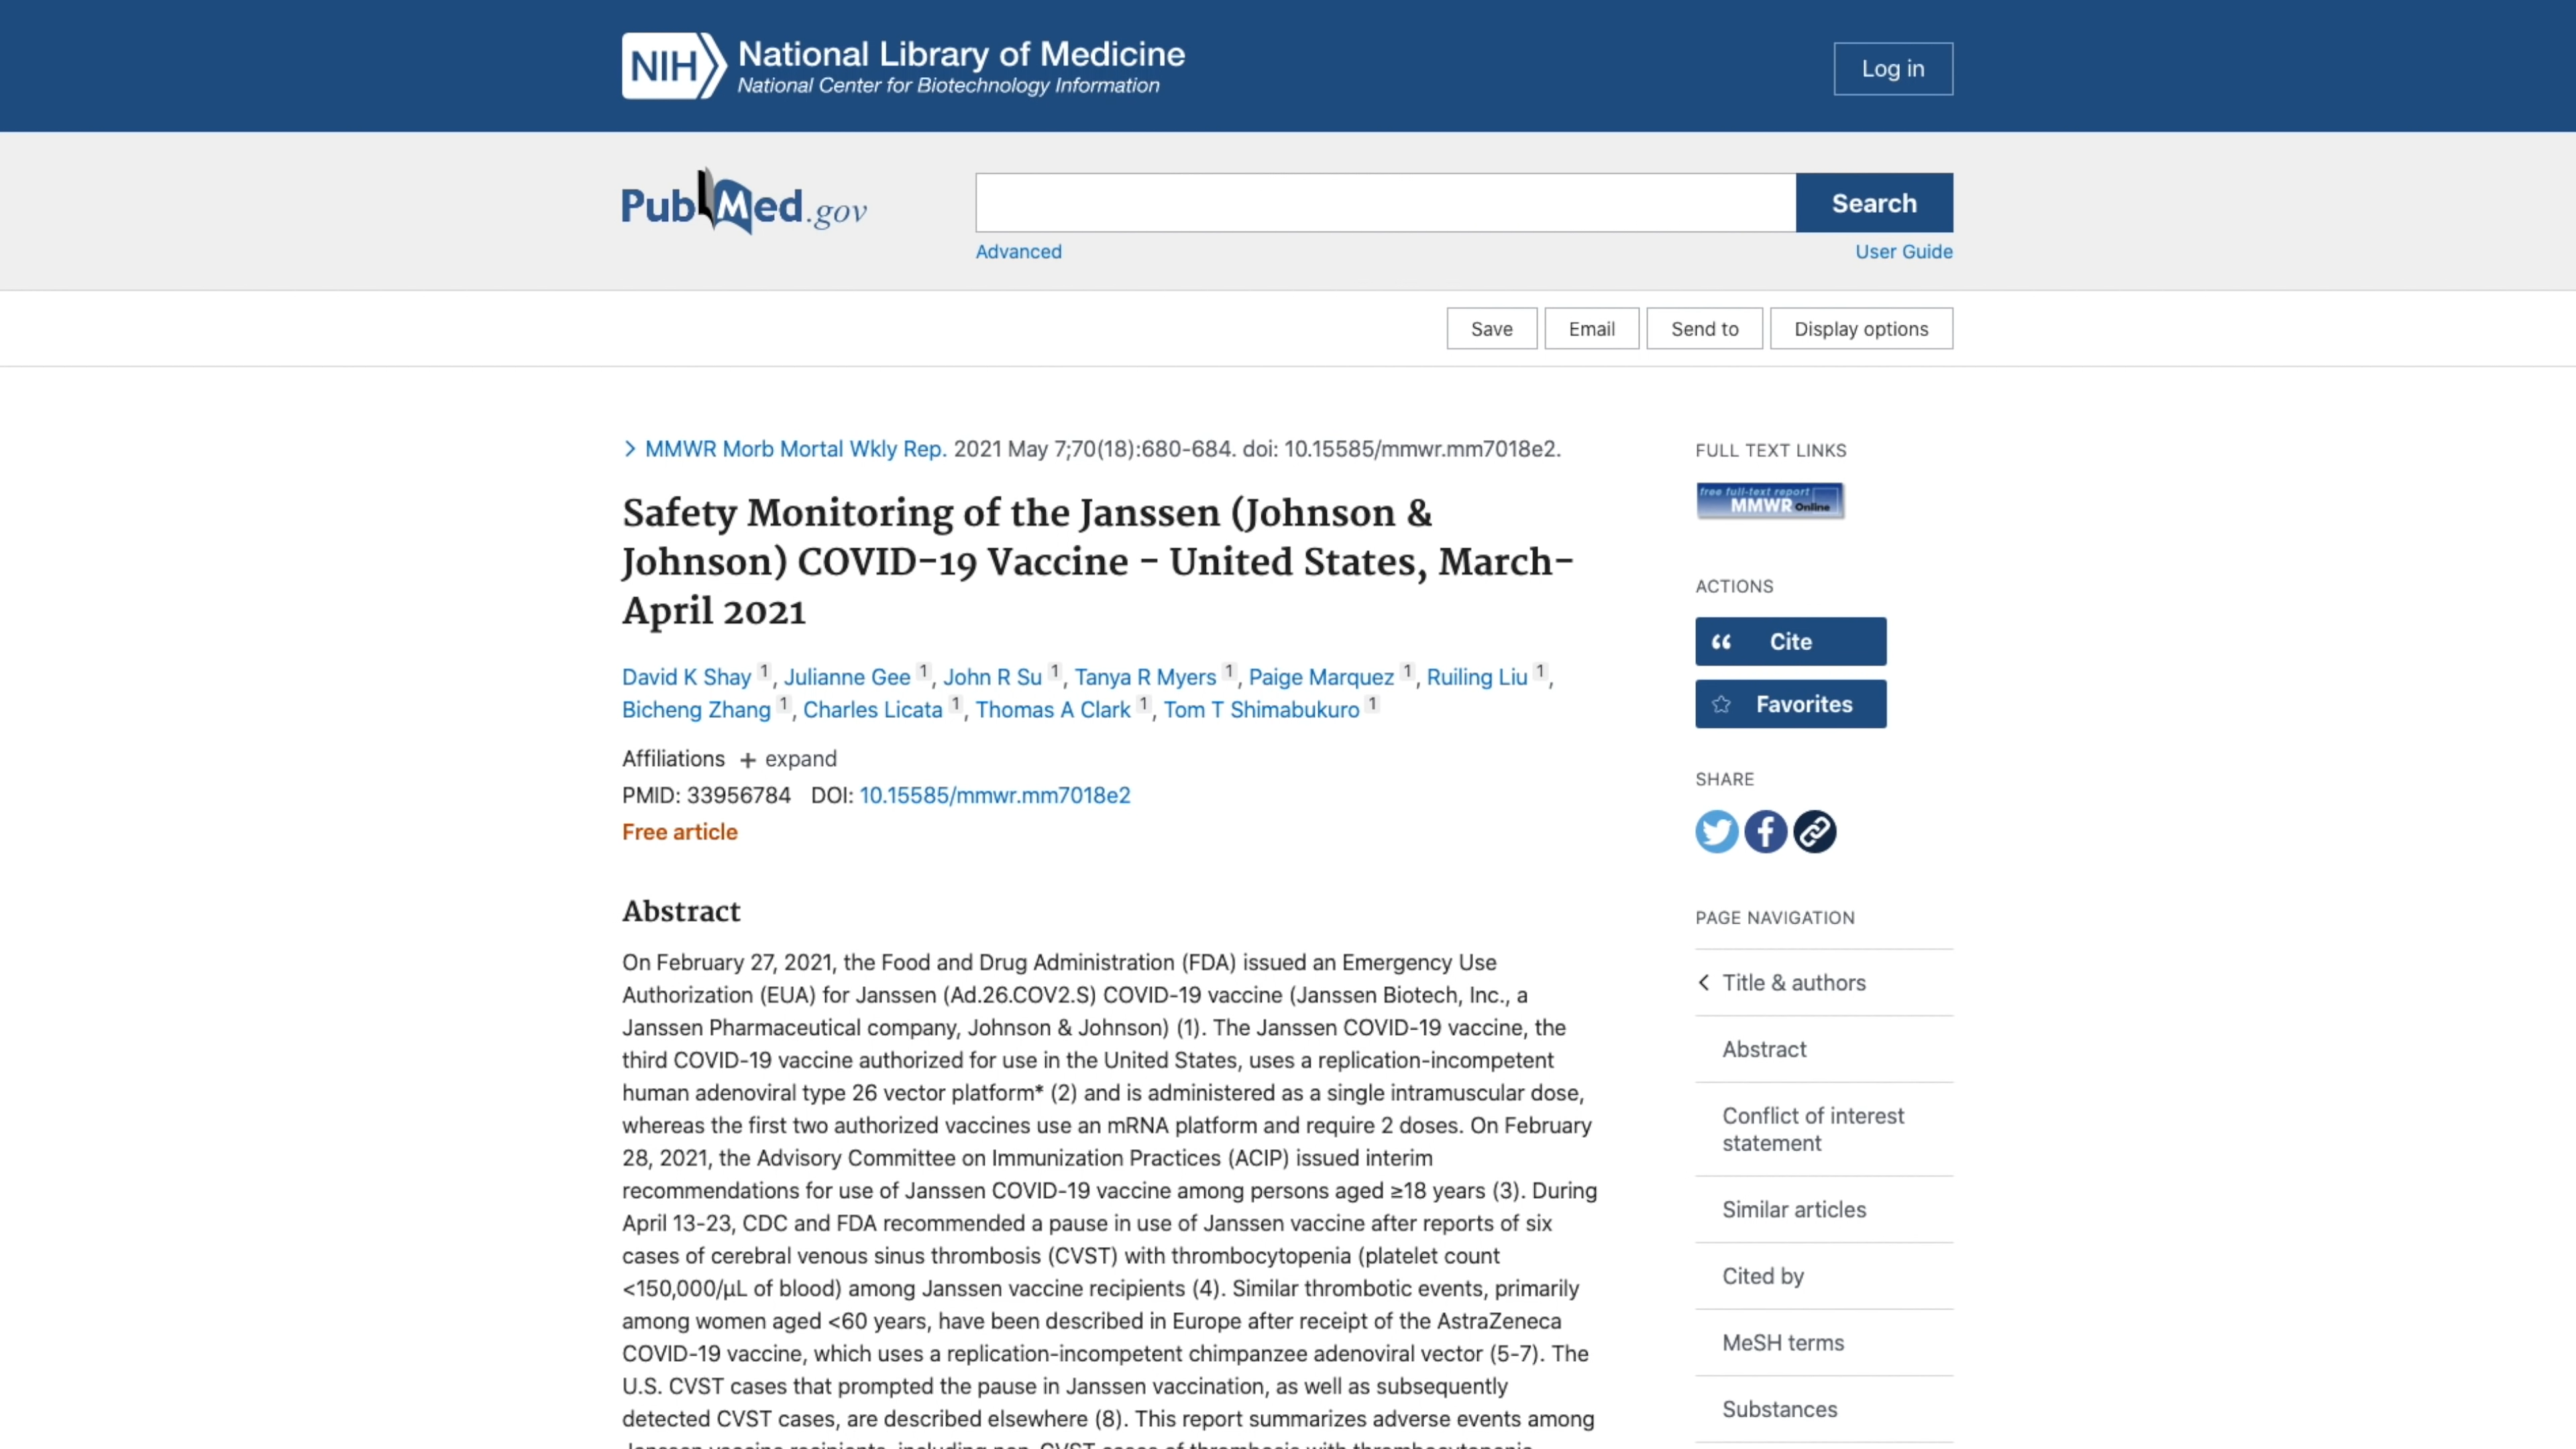 NIH National Library of Medicine
National Center for Biotechnology Information
Log in
PubMed.gov
Search
Advanced
User Guide
Save
Email
Send to
Display options
MMWR Morb Mortal Wkly Rep. 2021 May 7;70(18):680-684. doi: 10.15585/mmwr.mm7018e2.
Safety Monitoring of the Janssen (Johnson &
Johnson) COVID-19 Vaccine - United States, March-
April 2021
David K Shay 1, Julianne Gee 1, John R Su 1, Tanya R Myers 1, Paige Marquez 1, Ruiling Liu 1,
Bicheng Zhang 1, Charles Licata 1, Thomas A Clark 1, Tom T Shimabukuro 1
Affiliations + expand
PMID: 33956784 DOI: 10.15585/mmwr.mm7018e2
Free article
Abstract
On February 27, 2021, the Food and Drug Administration (FDA) issued an Emergency Use
Authorization (EUA) for Janssen (Ad.26.COV2.S) COVID-19 vaccine (Janssen Biotech, Inc., a
Janssen Pharmaceutical company, Johnson & Johnson) (1). The Janssen COVID-19 vaccine, the
third COVID-19 vaccine authorized for use in the United States, uses a replication-incompetent
human adenoviral type 26 vector platform* (2) and is administered as a single intramuscular dose,
whereas the first two authorized vaccines use an mRNA platform and require 2 doses. On February
28, 2021, the Advisory Committee on Immunization Practices (ACIP) issued interim
recommendations for use of Janssen COVID-19 vaccine among persons aged ≥18 years (3). During
April 13-23, CDC and FDA recommended a pause in use of Janssen vaccine after reports of six
cases of cerebral venous sinus thrombosis (CVST) with thrombocytopenia (platelet count
<150,000/μL of blood) among Janssen vaccine recipients (4). Similar thrombotic events, primarily
among women aged <60 years, have been described in Europe after receipt of the AstraZeneca
COVID-19 vaccine, which uses a replication-incompetent chimpanzee adenoviral vector (5-7). The
U.S. CVST cases that prompted the pause in Janssen vaccination, as well as subsequently
detected CVST cases, are described elsewhere (8). This report summarizes adverse events among
Janssen vaccine recipients, including non-CVST cases of thrombosis with thrombocytopenia
FULL TEXT LINKS
free full-text report
MMWR Online
ACTIONS
Cite
Favorites
SHARE
PAGE NAVIGATION
Title & authors
Abstract
Conflict of interest
statement
Similar articles
Cited by
MeSH terms
Substances